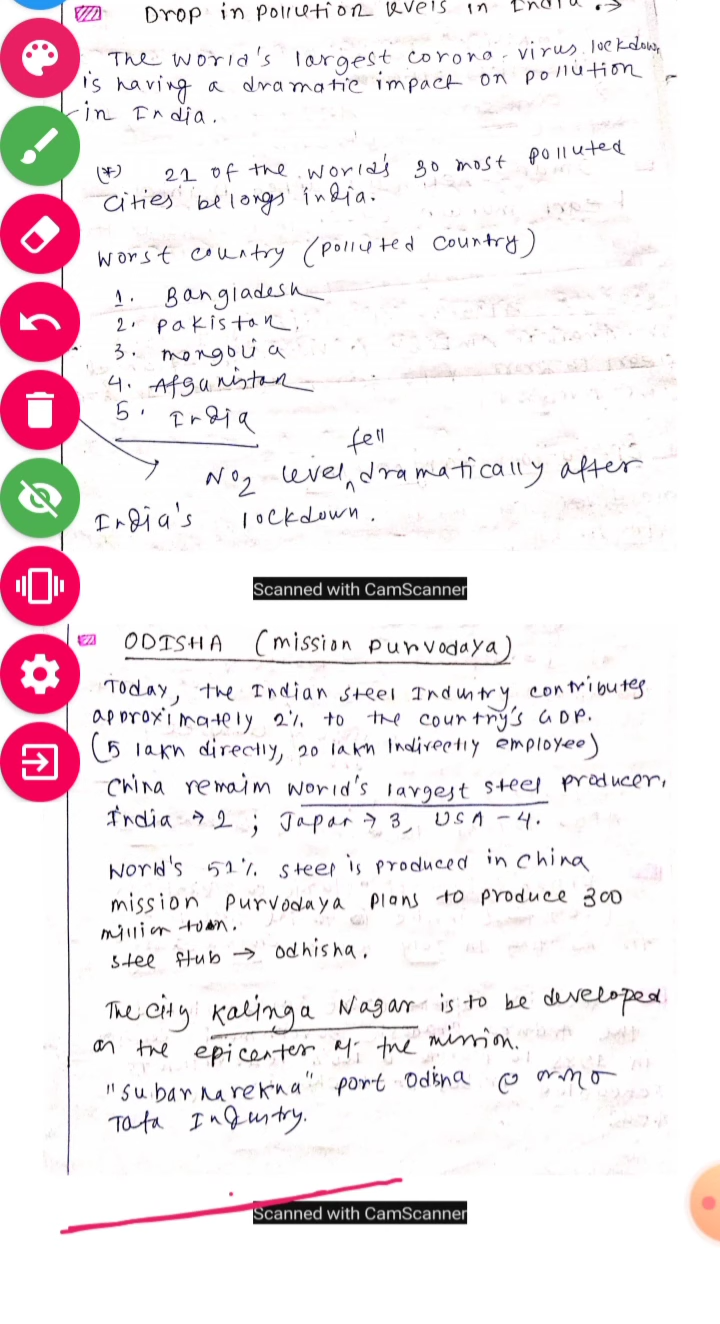 Drop in pollution levels in India :→
The World's largest corona-virus lockdown
is having a dramatic impact on pollution
in India.
(*) 21 of the world's 30 most polluted
cities belongs india.
Worst country (polluted country)
1. Bangladesh
2. Pakistan
3. mongolia
4. Afganistan
5. India
fell
NO2 level ^ dramatically after
India's lockdown.
Scanned with CamScanner
ODISHA (mission purvodaya)
Today, the Indian steel Industry contributes
approximately 2% to the country's GDP.
(5 lakh directly, 20 lakh Indirectly employee)
China remaim world's largest steel producer,
India → 2 ; Japan → 3, USA - 4.
World's 51% steel is produced in china
mission purvodaya plans to produce 300
million
steel Hub → odhisha.
The city Kalinga Nagar is to be developed
as the epicenter of the mission.
"subarnarekha" port
Tata Industry.
Scanned with CamScanner